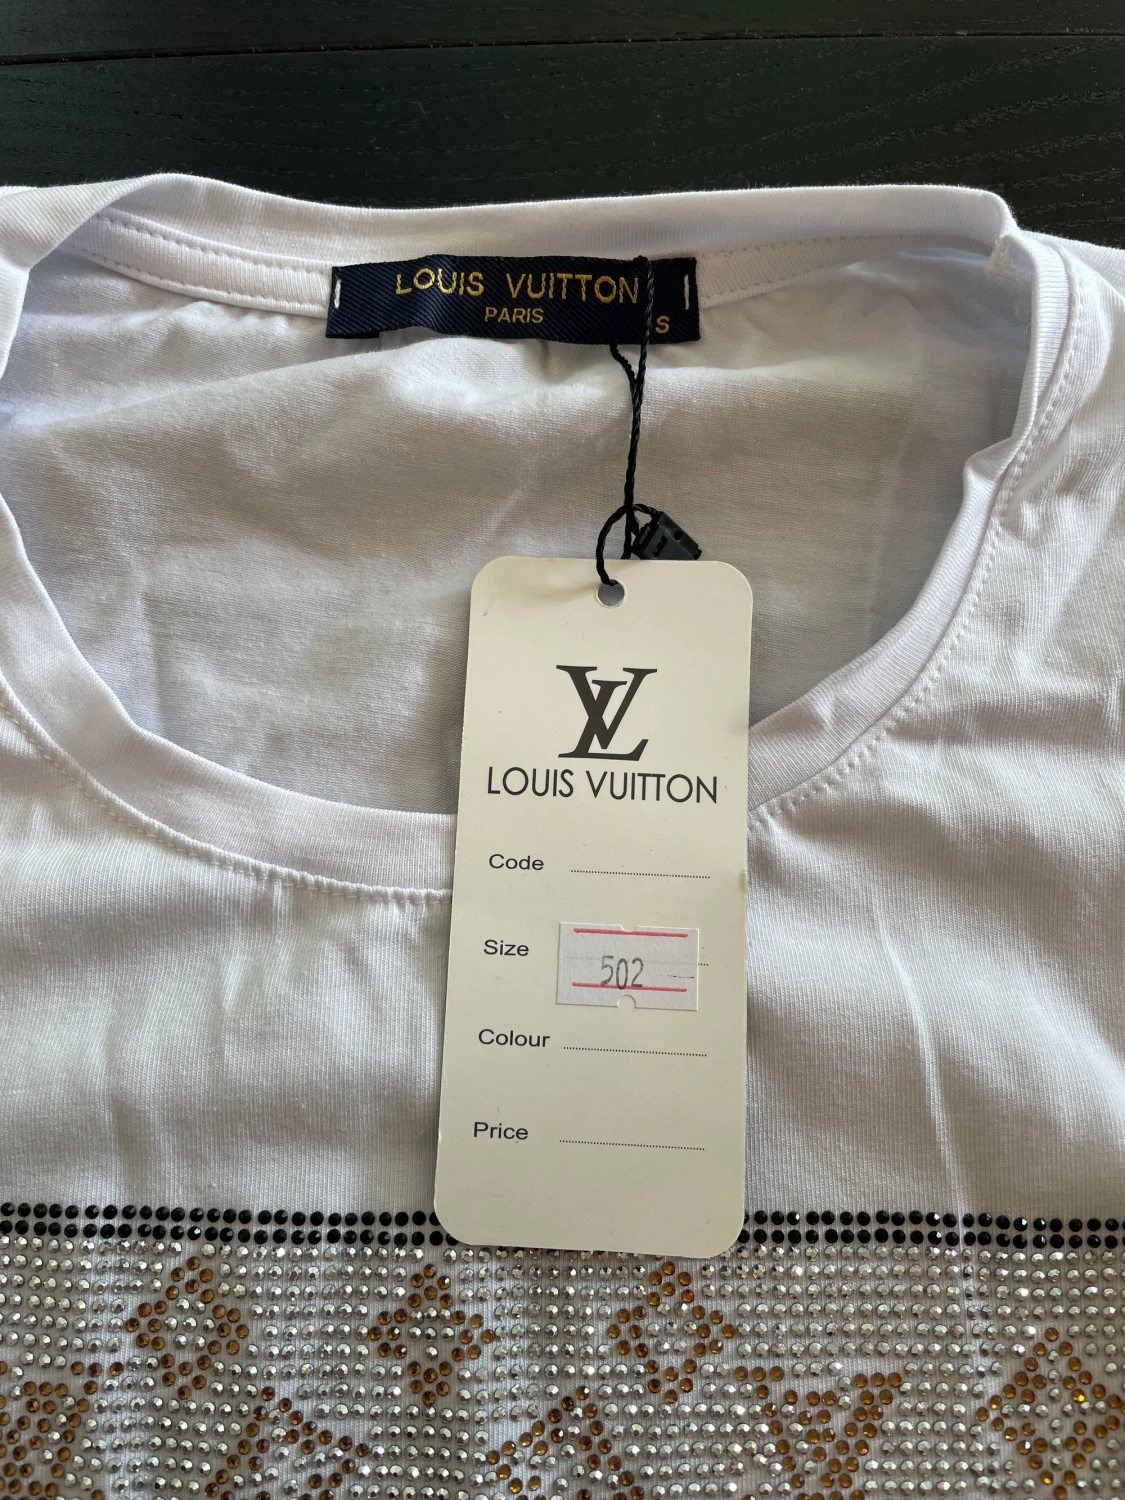 LOUIS VUITTON
PARIS
S
LV
LOUIS VUITTON
Code
Size 502
Colour
Price